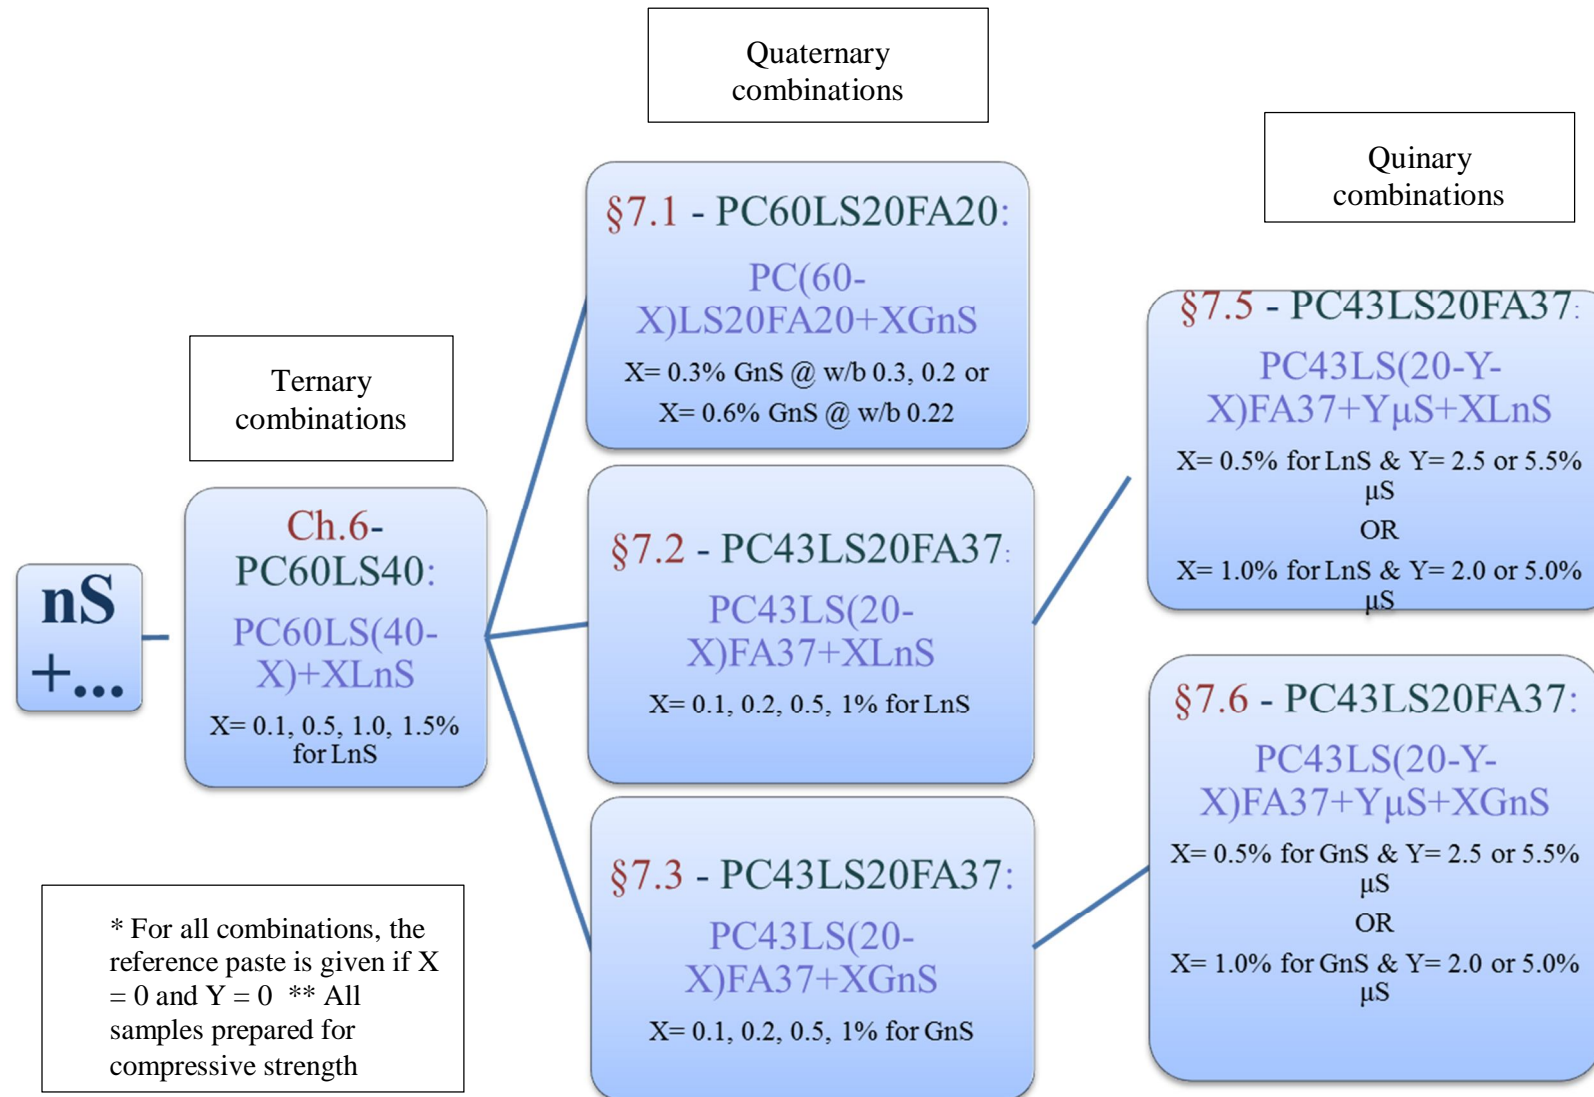 nS
+...
Ternary
combinations
Ch.6-
PC60LS40:
PC60LS(40-
X)+XLnS
X= 0.1, 0.5, 1.0, 1.5%
for LnS
* For all combinations, the
reference paste is given if X
= 0 and Y = 0  ** All
samples prepared for
compressive strength
Quaternary
combinations
§7.1 - PC60LS20FA20:
PC(60-
X)LS20FA20+XGnS
X= 0.3% GnS @ w/b 0.3, 0.2 or
X= 0.6% GnS @ w/b 0.22
§7.2 - PC43LS20FA37:
PC43LS(20-
X)FA37+XLnS
X= 0.1, 0.2, 0.5, 1% for LnS
§7.3 - PC43LS20FA37:
PC43LS(20-
X)FA37+XGnS
X= 0.1, 0.2, 0.5, 1% for GnS
Quinary
combinations
§7.5 - PC43LS20FA37:
PC43LS(20-Y-
X)FA37+YμS+XLnS
X= 0.5% for LnS & Y= 2.5 or 5.5%
μS
OR
X= 1.0% for LnS & Y= 2.0 or 5.0%
μS
§7.6 - PC43LS20FA37:
PC43LS(20-Y-
X)FA37+YμS+XGnS
X= 0.5% for GnS & Y= 2.5 or 5.5%
μS
OR
X= 1.0% for GnS & Y= 2.0 or 5.0%
μS